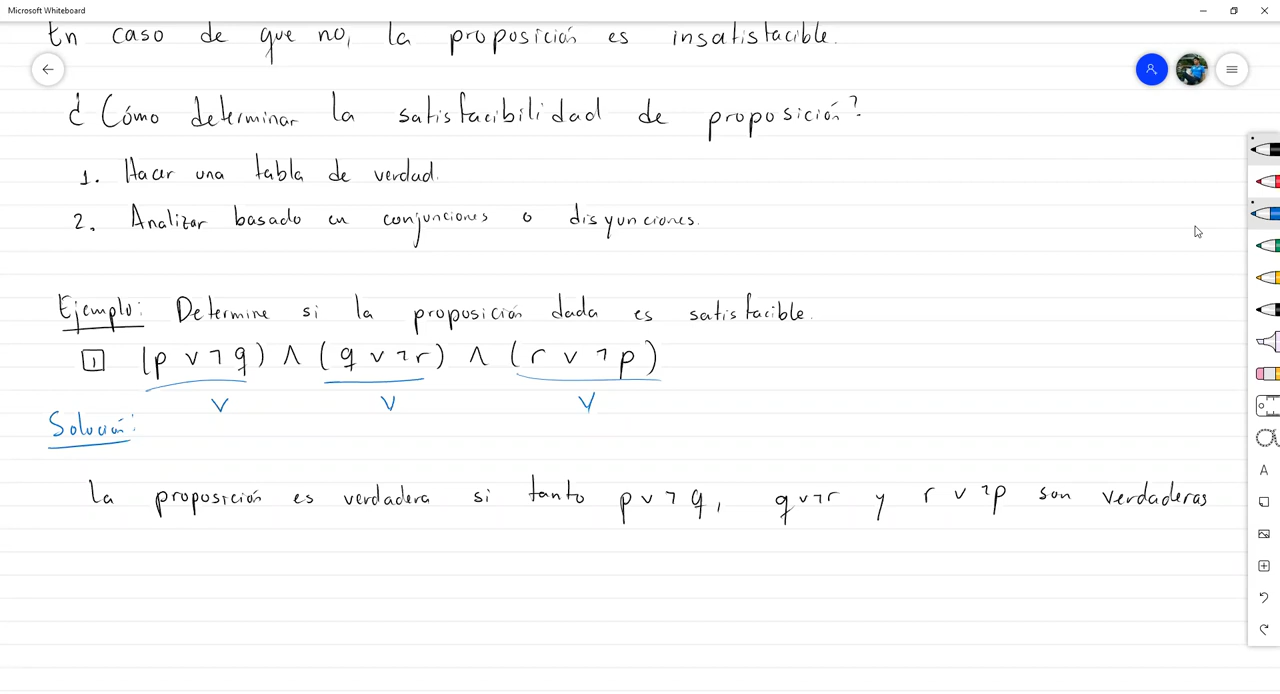 Microsoft Whiteboard
En caso de que no, la proposición es insatisfacible.
¿Cómo determinar la satisfacibilidad de proposición?
1. Hacer una tabla de verdad.
2. Analizar basado en conjunciones o disyunciones.
Ejemplo: Determine si la proposición dada es satisfacible.
1 (p ∨ ¬q) ∧ (q ∨ ¬r) ∧ (r ∨ ¬p)
V V V
Solución:
La proposición es verdadera si tanto p ∨ ¬q, q ∨ ¬r y r ∨ ¬p son verdaderas
A